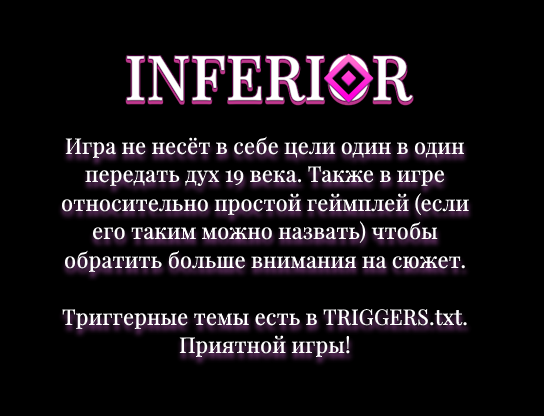 INFERIOR
Игра не несёт в себе цели один в один
передать дух 19 века. Также в игре
относительно простой геймплей (если
его таким можно назвать) чтобы
обратить больше внимания на сюжет.
Триггерные темы есть в TRIGGERS.txt.
Приятной игры!